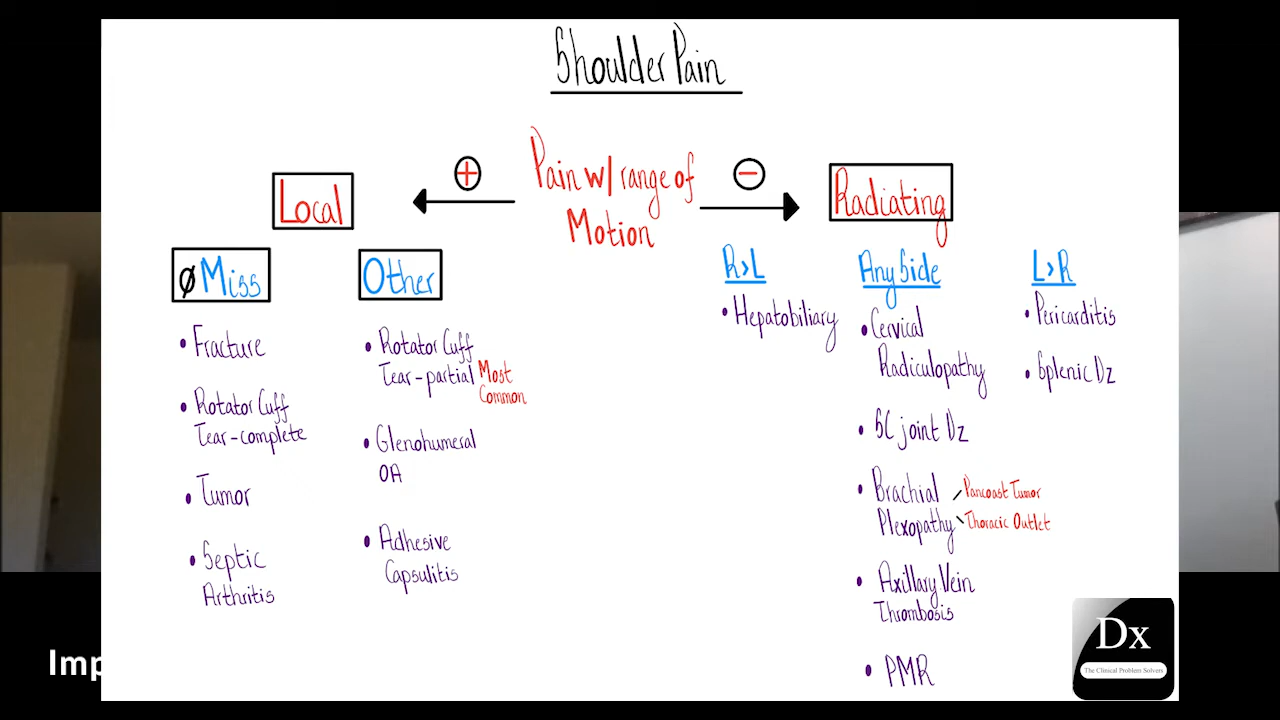 Shoulder Pain
Pain w/ range of
Motion
+
−
Local
Radiating
Ø Miss
• Fracture
• Rotator Cuff
Tear-complete
• Tumor
• Septic
Arthritis
Other
• Rotator Cuff
Tear-partial Most
Common
• Glenohumeral
OA
• Adhesive
Capsulitis
R>L
• Hepatobiliary
Any Side
• Cervical
Radiculopathy
• SC joint Dz
• Brachial
Plexopathy
Pancoast Tumor
Thoracic Outlet
• Axillary Vein
Thrombosis
• PMR
L>R
• Pericarditis
• Splenic Dz
Imp
Dx
The Clinical Problem Solvers